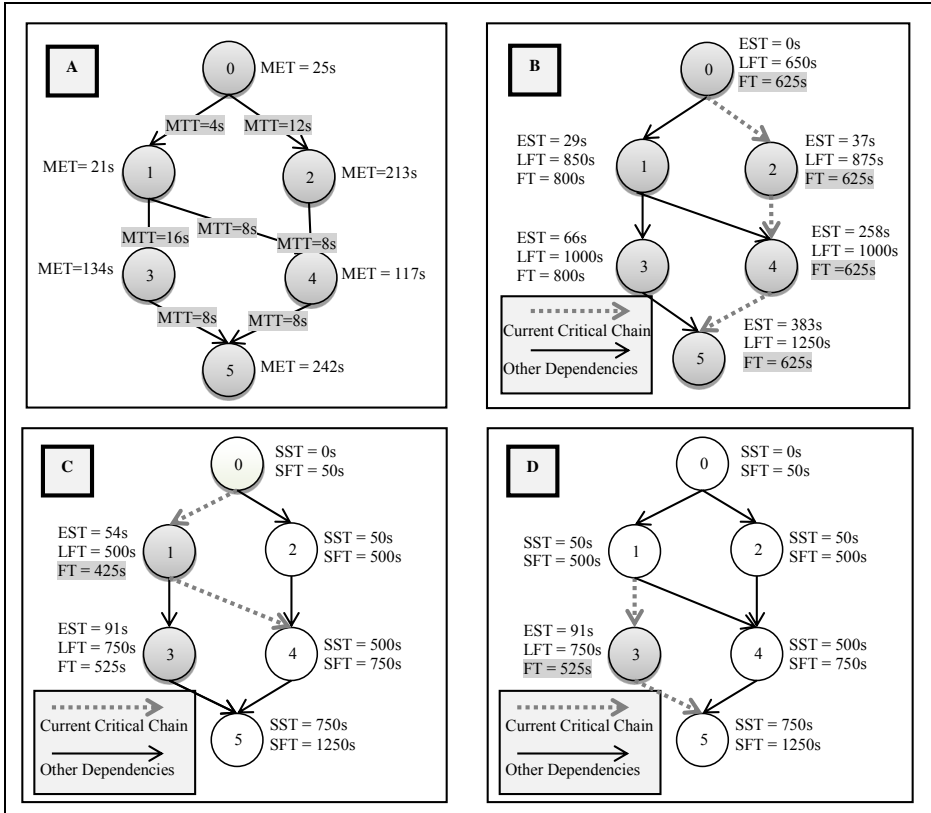 A
0
MET = 25s
MTT=4s
MTT=12s
MET= 21s
1
2
MET=213s
MTT=16s
MTT=8s
MTT=8s
MET=134s
3
4
MET = 117s
MTT=8s
MTT=8s
5
MET = 242s
B
0
EST = 0s
LFT = 650s
FT = 625s
EST = 29s
LFT = 850s
FT = 800s
1
2
EST = 37s
LFT = 875s
FT = 625s
EST = 66s
LFT = 1000s
FT = 800s
3
4
EST = 258s
LFT = 1000s
FT =625s
Current Critical Chain
Other Dependencies
5
EST = 383s
LFT = 1250s
FT = 625s
C
0
SST = 0s
SFT = 50s
EST = 54s
LFT = 500s
FT = 425s
1
2
SST = 50s
SFT = 500s
EST = 91s
LFT = 750s
FT = 525s
3
4
SST = 500s
SFT = 750s
Current Critical Chain
Other Dependencies
5
SST = 750s
SFT = 1250s
D
0
SST = 0s
SFT = 50s
SST = 50s
SFT = 500s
1
2
SST = 50s
SFT = 500s
EST = 91s
LFT = 750s
FT = 525s
3
4
SST = 500s
SFT = 750s
Current Critical Chain
Other Dependencies
5
SST = 750s
SFT = 1250s